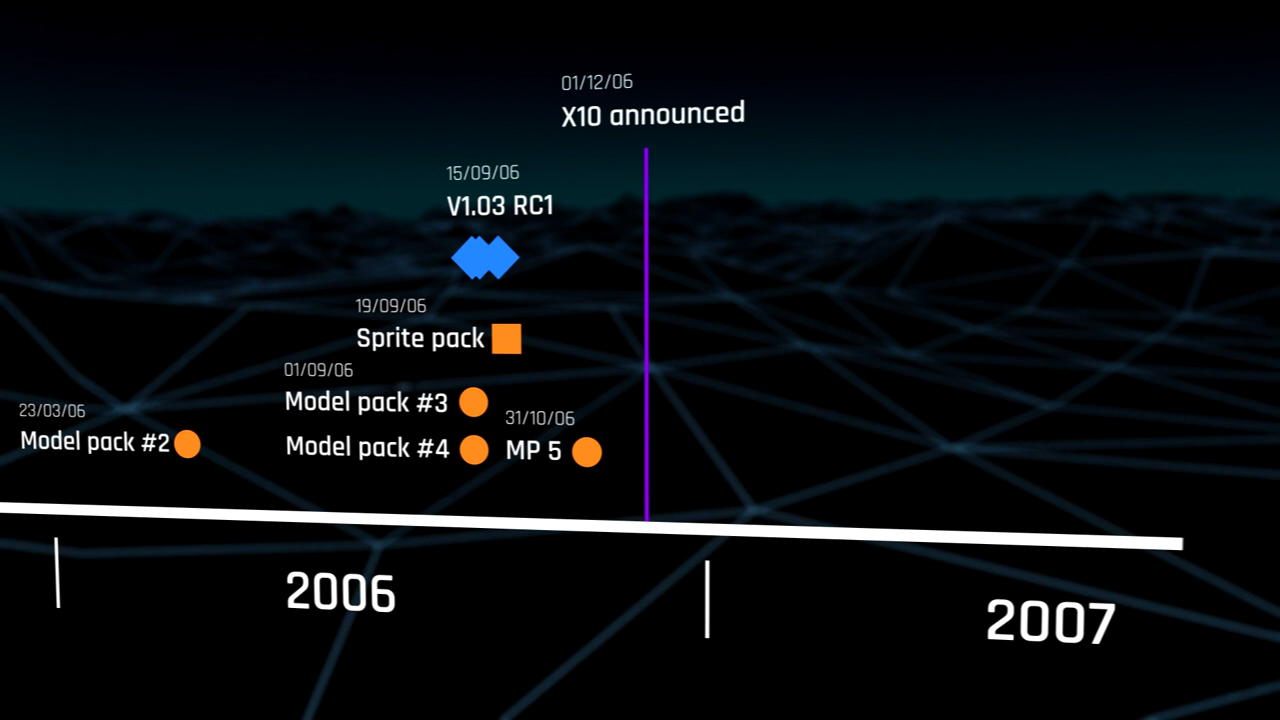 01/12/06
X10 announced
15/09/06
V1.03 RC1
19/09/06
Sprite pack
01/09/06
Model pack #3
23/03/06
Model pack #2
Model pack #4
31/10/06
MP 5
2006
2007